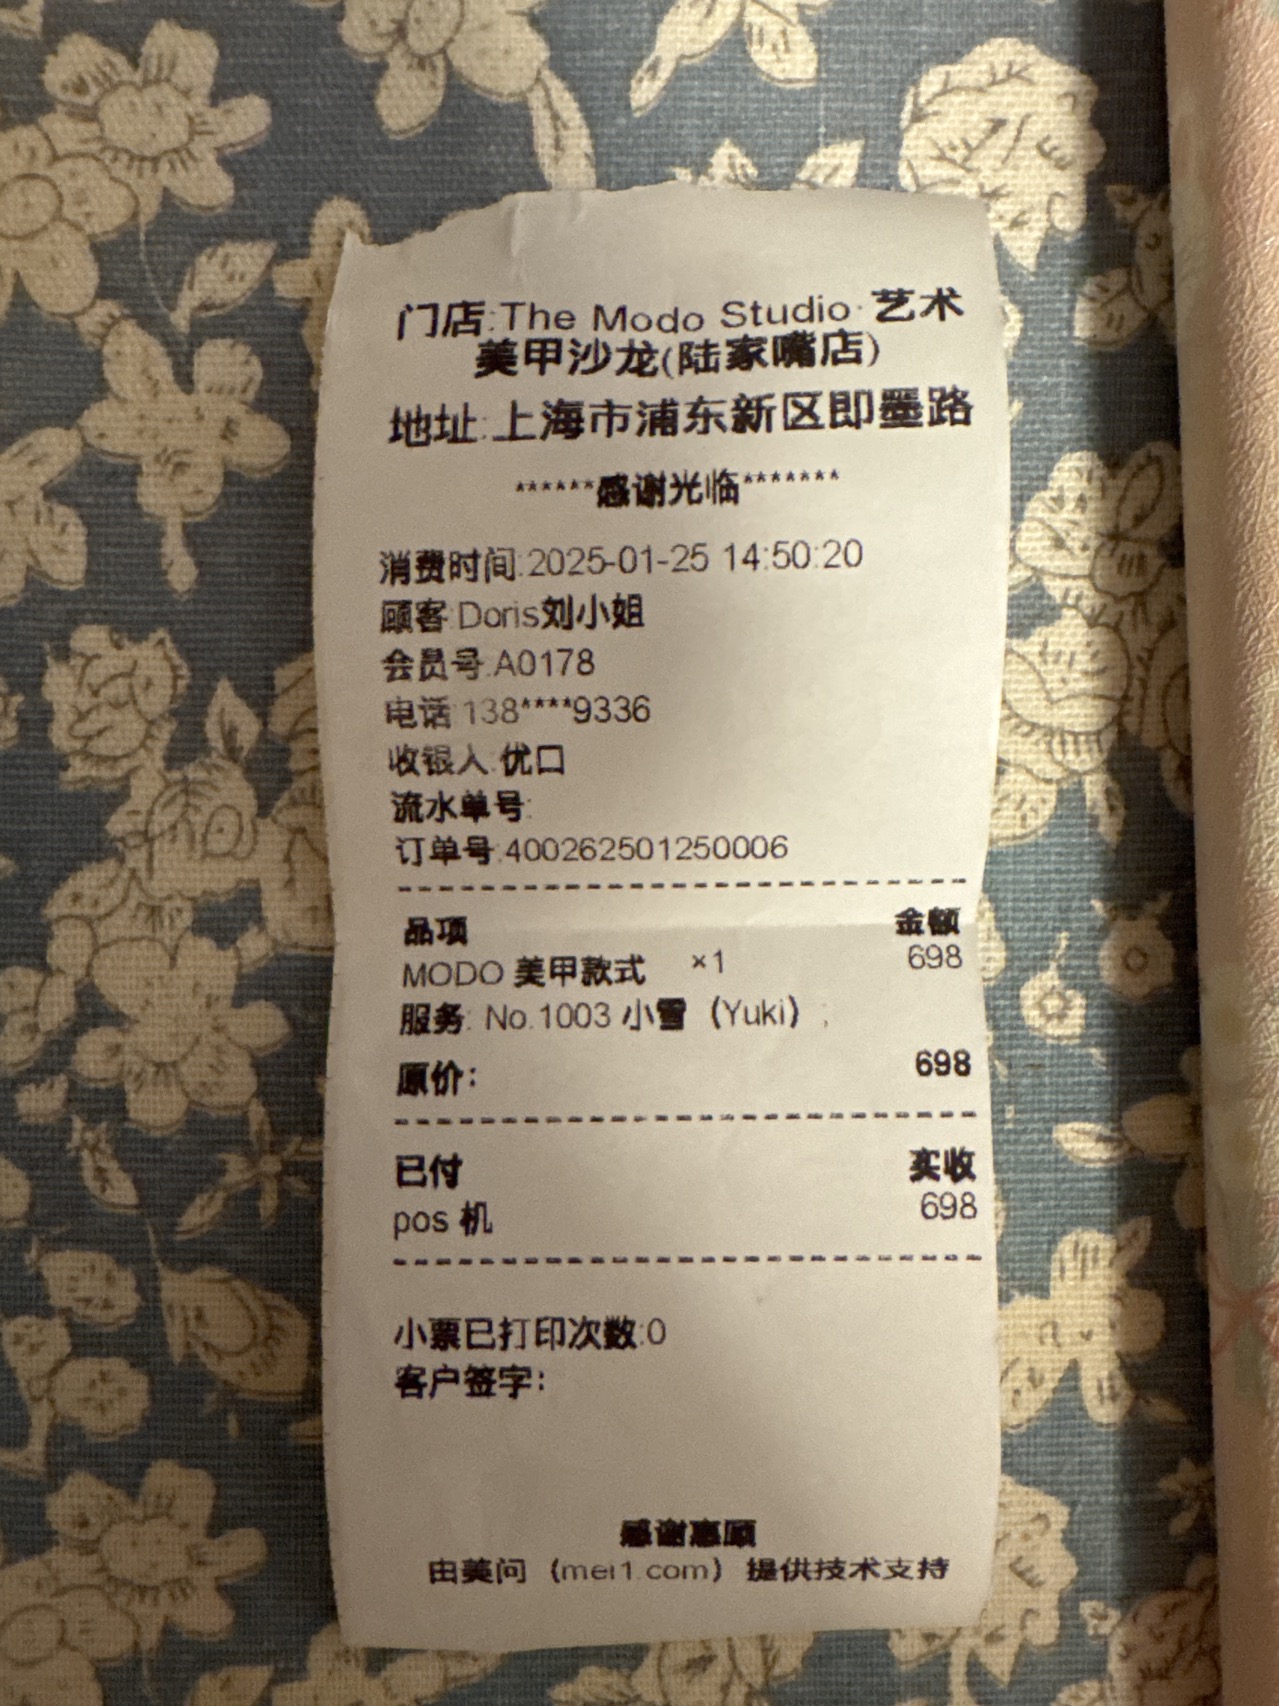 门店:The Modo Studio·艺术
美甲沙龙(陆家嘴店)
地址:上海市浦东新区即墨路
******感谢光临*******
消费时间:2025-01-25 14:50:20
顾客:Doris刘小姐
会员号:A0178
电话:138****9336
收银人:优口
流水单号:
订单号:400262501250006
品项 金额
MODO 美甲款式 ×1 698
服务: No.1003 小雪（Yuki）;
原价: 698
已付 实收
pos 机 698
小票已打印次数:0
客户签字:
感谢惠顾
由美问（mei1.com）提供技术支持